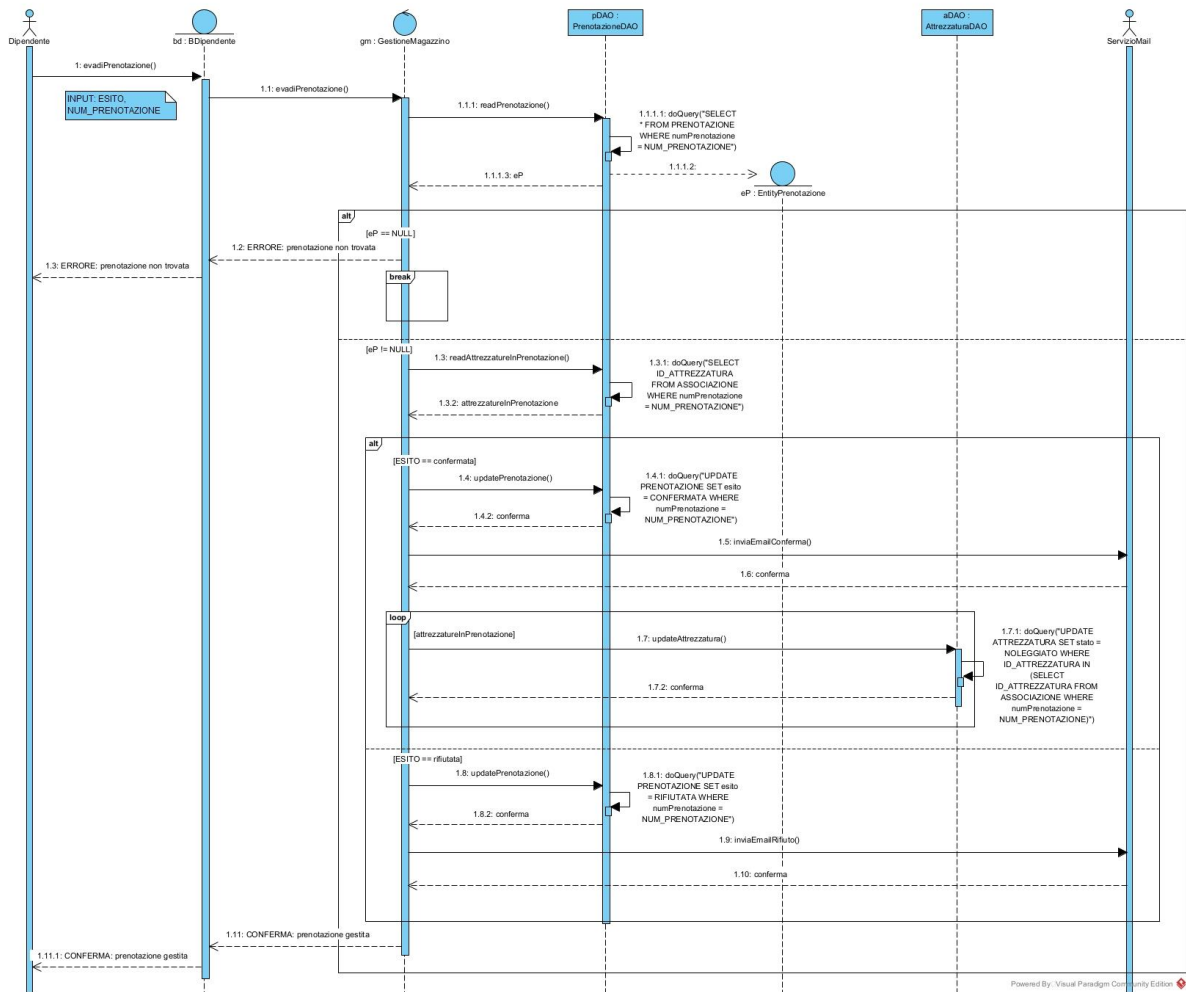 Dipendente
bd : BDipendente
gm : GestioneMagazzino
pDAO :
PrenotazioneDAO
aDAO :
AttrezzaturaDAO
ServizioMail
1: evadiPrenotazione()
INPUT: ESITO,
NUM_PRENOTAZIONE
1.1: evadiPrenotazione()
1.1.1: readPrenotazione()
1.1.1.1: doQuery("SELECT
* FROM PRENOTAZIONE
WHERE numPrenotazione
= NUM_PRENOTAZIONE")
1.1.1.2:
1.1.1.3: eP
eP : EntityPrenotazione
alt
[eP == NULL]
1.2: ERRORE: prenotazione non trovata
1.3: ERRORE: prenotazione non trovata
break
[eP != NULL]
1.3: readAttrezzatureInPrenotazione()
1.3.1: doQuery("SELECT
ID_ATTREZZATURA
FROM ASSOCIAZIONE
WHERE numPrenotazione
= NUM_PRENOTAZIONE")
1.3.2: attrezzatureInPrenotazione
alt
[ESITO == confermata]
1.4: updatePrenotazione()
1.4.1: doQuery("UPDATE
PRENOTAZIONE SET esito
= CONFERMATA WHERE
numPrenotazione =
NUM_PRENOTAZIONE")
1.4.2: conferma
1.5: inviaEmailConferma()
1.6: conferma
loop
[attrezzatureInPrenotazione]
1.7: updateAttrezzatura()
1.7.1: doQuery("UPDATE
ATTREZZATURA SET stato =
NOLEGGIATO WHERE
ID_ATTREZZATURA IN
(SELECT
ID_ATTREZZATURA FROM
ASSOCIAZIONE WHERE
numPrenotazione =
NUM_PRENOTAZIONE)")
1.7.2: conferma
[ESITO == rifiutata]
1.8: updatePrenotazione()
1.8.1: doQuery("UPDATE
PRENOTAZIONE SET esito
= RIFIUTATA WHERE
numPrenotazione =
NUM_PRENOTAZIONE")
1.8.2: conferma
1.9: inviaEmailRifiuto()
1.10: conferma
1.11: CONFERMA: prenotazione gestita
1.11.1: CONFERMA: prenotazione gestita
Powered By: Visual Paradigm Community Edition